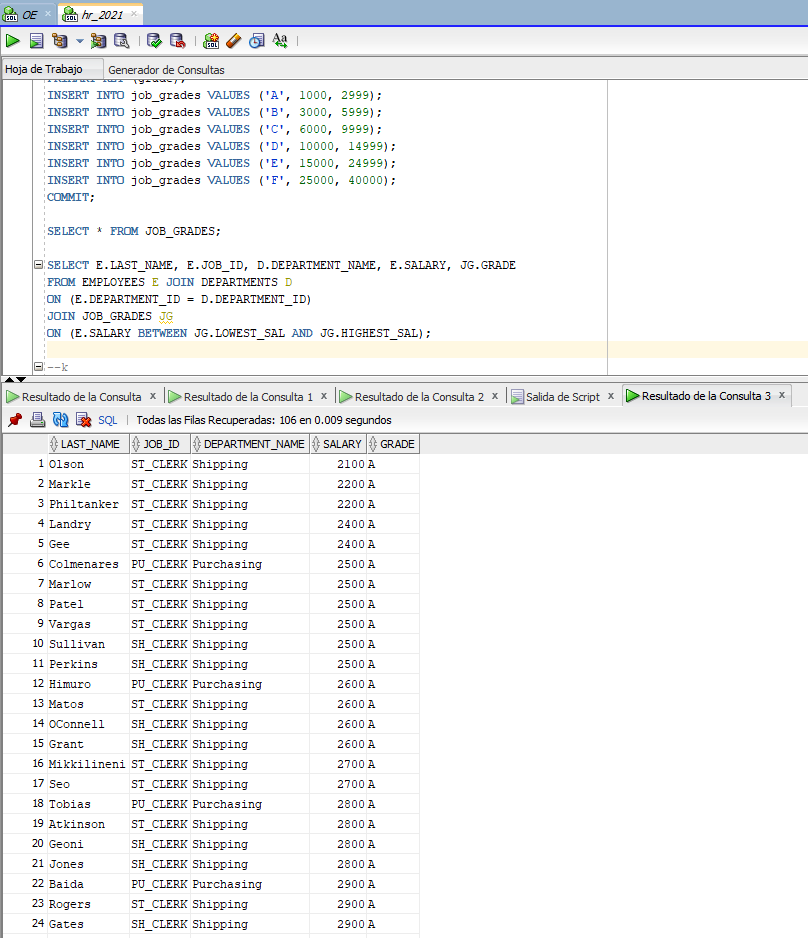 OE hr_2021
Hoja de Trabajo Generador de Consultas
PRIMARY KEY (grade);
INSERT INTO job_grades VALUES ('A', 1000, 2999);
INSERT INTO job_grades VALUES ('B', 3000, 5999);
INSERT INTO job_grades VALUES ('C', 6000, 9999);
INSERT INTO job_grades VALUES ('D', 10000, 14999);
INSERT INTO job_grades VALUES ('E', 15000, 24999);
INSERT INTO job_grades VALUES ('F', 25000, 40000);
COMMIT;
SELECT * FROM JOB_GRADES;
SELECT E.LAST_NAME, E.JOB_ID, D.DEPARTMENT_NAME, E.SALARY, JG.GRADE
FROM EMPLOYEES E JOIN DEPARTMENTS D
ON (E.DEPARTMENT_ID = D.DEPARTMENT_ID)
JOIN JOB_GRADES JG
ON (E.SALARY BETWEEN JG.LOWEST_SAL AND JG.HIGHEST_SAL);
--k
Resultado de la Consulta x Resultado de la Consulta 1 x Resultado de la Consulta 2 x Salida de Script x Resultado de la Consulta 3 x
SQL | Todas las Filas Recuperadas: 106 en 0.009 segundos
LAST_NAME JOB_ID DEPARTMENT_NAME SALARY GRADE
1 Olson ST_CLERK Shipping 2100 A
2 Markle ST_CLERK Shipping 2200 A
3 Philtanker ST_CLERK Shipping 2200 A
4 Landry ST_CLERK Shipping 2400 A
5 Gee ST_CLERK Shipping 2400 A
6 Colmenares PU_CLERK Purchasing 2500 A
7 Marlow ST_CLERK Shipping 2500 A
8 Patel ST_CLERK Shipping 2500 A
9 Vargas ST_CLERK Shipping 2500 A
10 Sullivan SH_CLERK Shipping 2500 A
11 Perkins SH_CLERK Shipping 2500 A
12 Himuro PU_CLERK Purchasing 2600 A
13 Matos ST_CLERK Shipping 2600 A
14 OConnell SH_CLERK Shipping 2600 A
15 Grant SH_CLERK Shipping 2600 A
16 Mikkilineni ST_CLERK Shipping 2700 A
17 Seo ST_CLERK Shipping 2700 A
18 Tobias PU_CLERK Purchasing 2800 A
19 Atkinson ST_CLERK Shipping 2800 A
20 Geoni SH_CLERK Shipping 2800 A
21 Jones SH_CLERK Shipping 2800 A
22 Baida PU_CLERK Purchasing 2900 A
23 Rogers ST_CLERK Shipping 2900 A
24 Gates SH_CLERK Shipping 2900 A